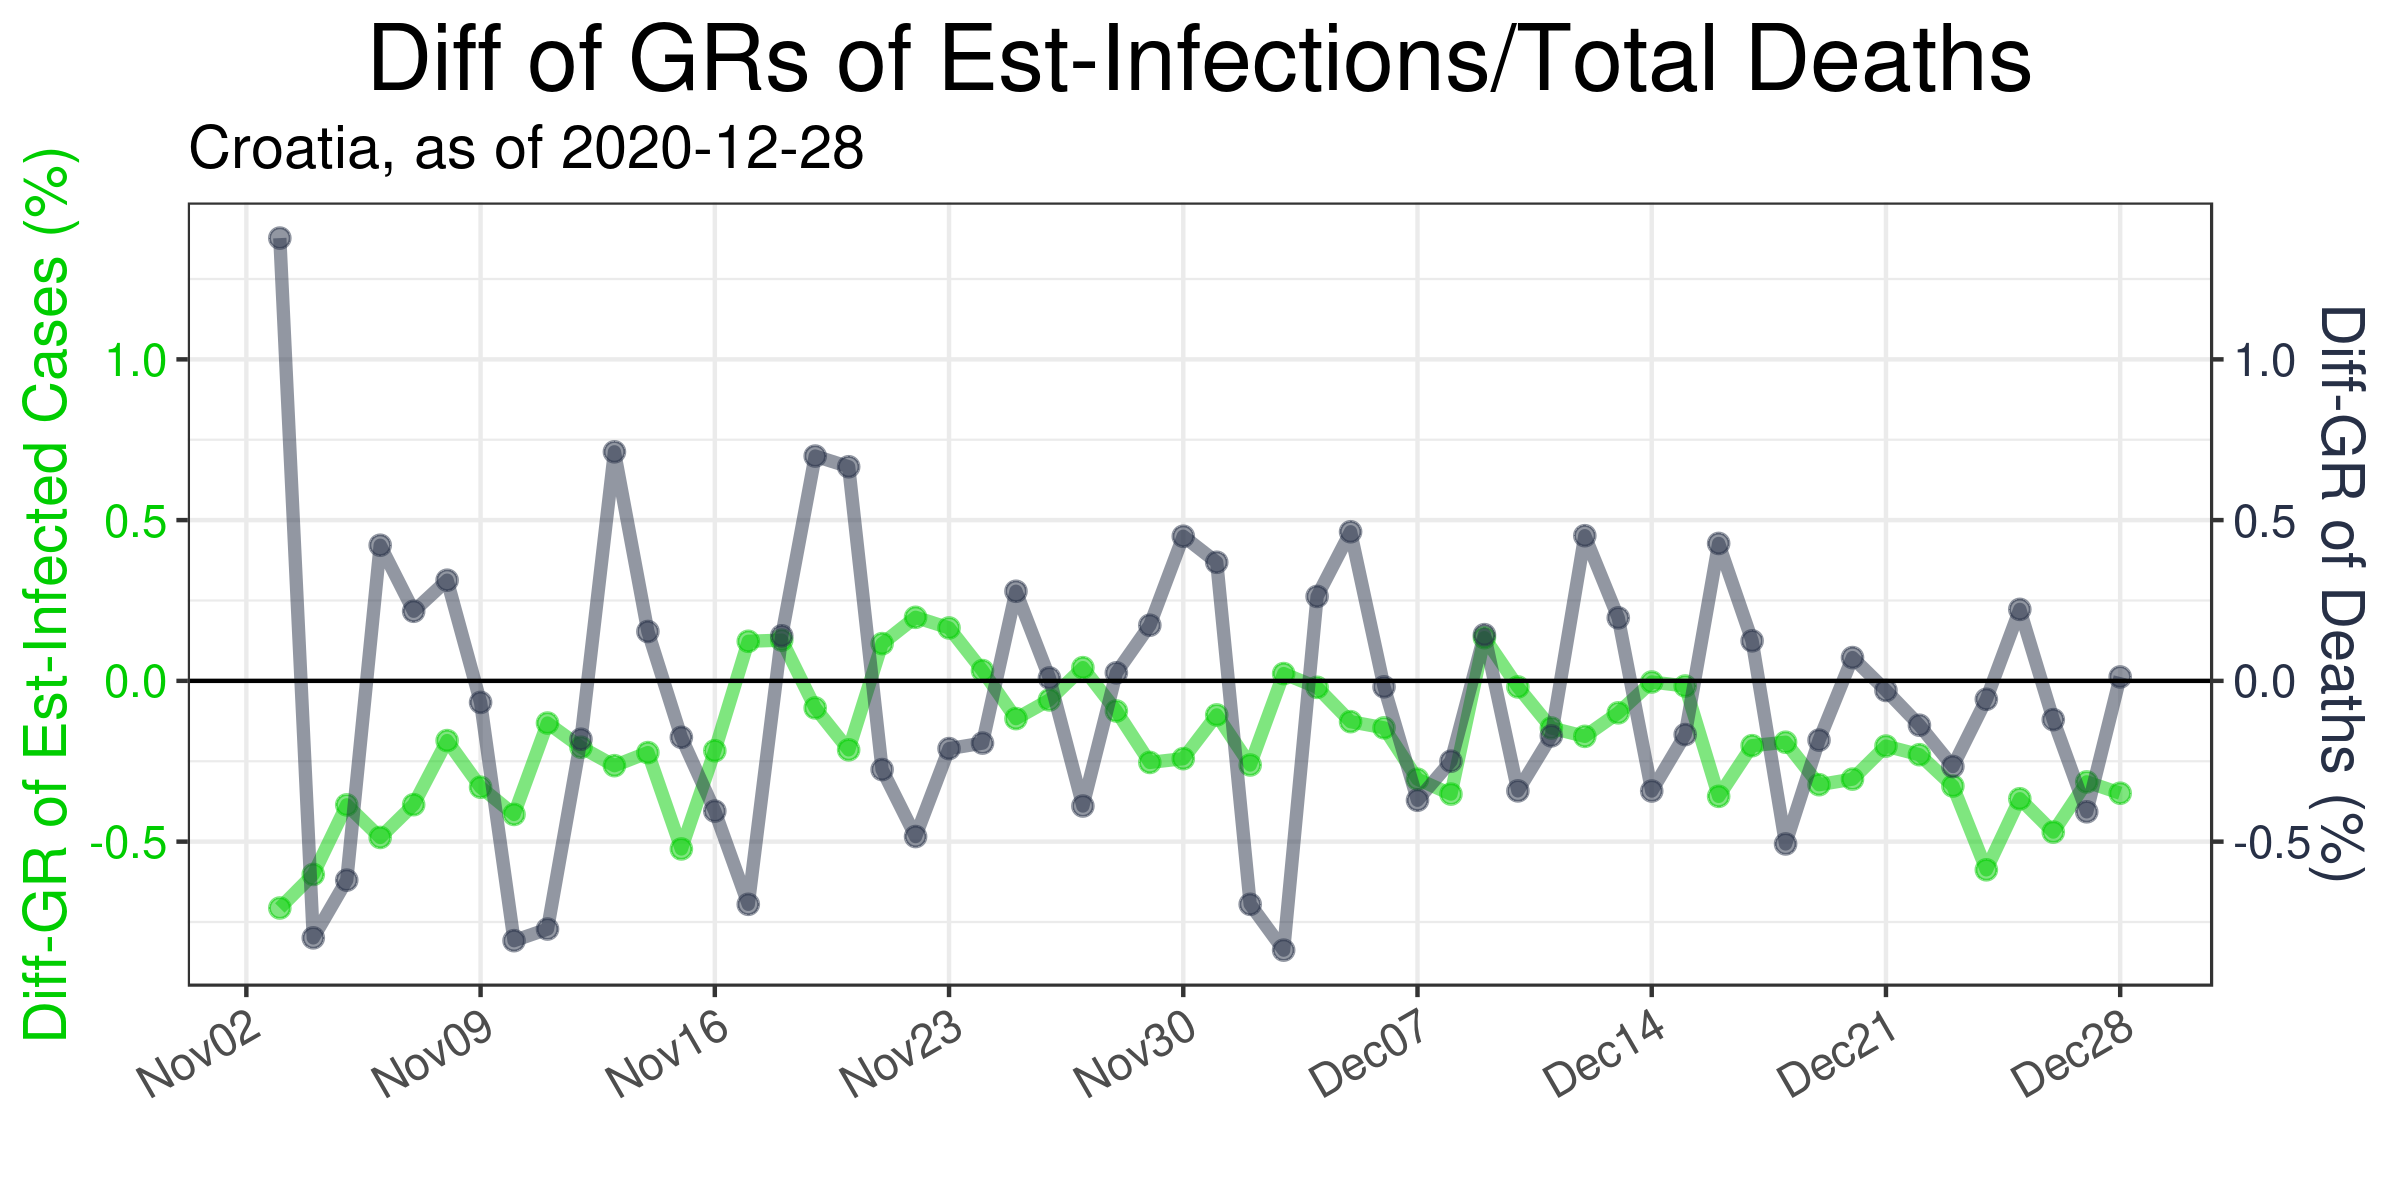 Diff of GRs of Est-Infections/Total Deaths
Croatia, as of 2020-12-28
Diff-GR of Est-Infected Cases (%)
1.0
0.5
0.0
-0.5
1.0
0.5
0.0
-0.5
Diff-GR of Deaths (%)
Nov02
Nov09
Nov16
Nov23
Nov30
Dec07
Dec14
Dec21
Dec28